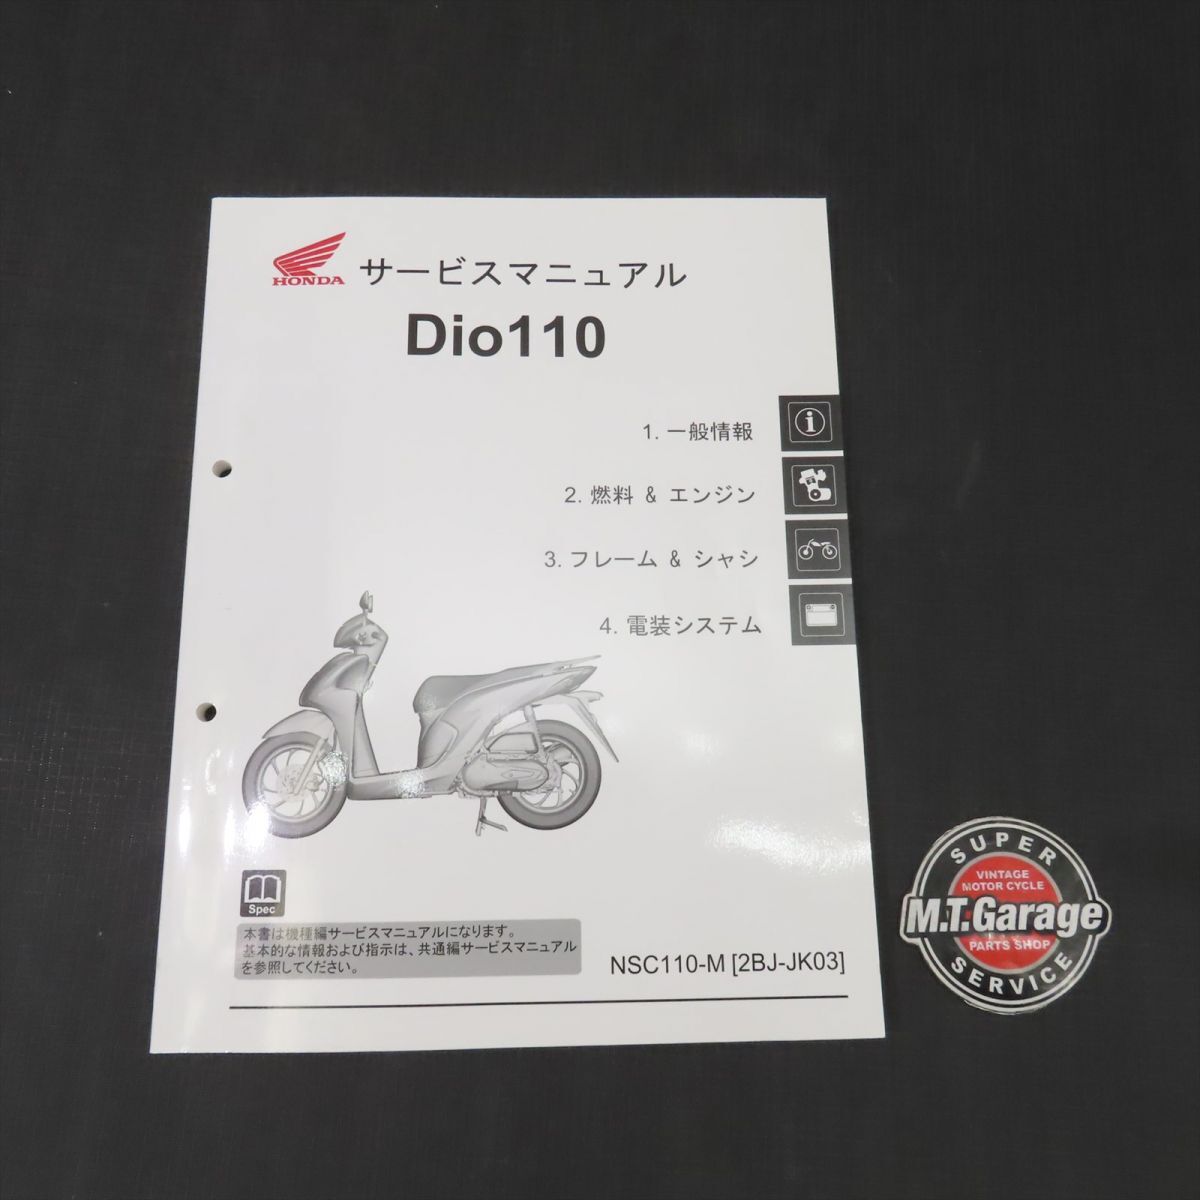 HONDA サービスマニュアル
Dio110
1. 一般情報
2. 燃料 & エンジン
3. フレーム & シャシ
4. 電装システム
Spec
本書は機種編サービスマニュアルになります。
基本的な情報および指示は、共通編サービスマニュアル
を参照してください。
NSC110-M [2BJ-JK03]
SUPER
VINTAGE
MOTOR CYCLE
M.T.Garage
PARTS SHOP
SERVICE